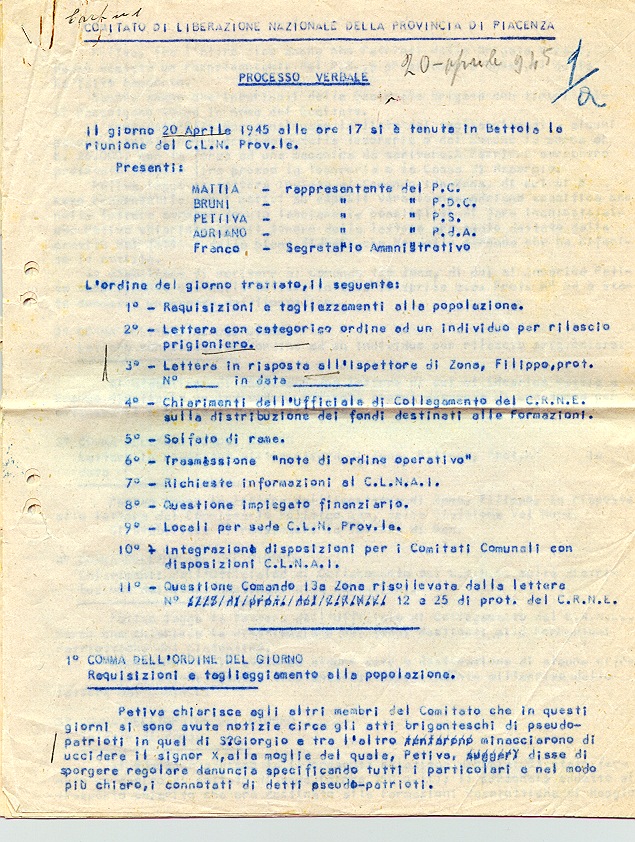 COMITATO DI LIBERAZIONE NAZIONALE DELLA PROVINCIA DI PIACENZA
PROCESSO VERBALE
20-aprile 945
1/a
Il giorno 20 Aprile 1945 alle ore 17 si è tenuta in Bettola la
riunione del C.L.N. Prov.le.
Presenti:
MATTIA - rappresentante del P.C.
BRUNI - " " P.D.C.
PETTIVA - " " P.S.
ADRIANO - " " P.d.A.
Franco - Segretario Ammnistrativo
L'ordine del giorno trattato,il seguente:
1° - Requisizioni e tagliezzamenti alla popolazione.
2° - Lettera con categorico ordine ad un individuo per rilascio
prigioniero.
3° - Lettera in risposta all'Ispettore di Zona, Filippo,prot.
N° ____ in data ________
4° - Chiarimenti dell'Ufficiale di Collegamento del C.R.N.E.
sulla distribuzione dei fondi destinati alle Formazioni.
5° - Solfato di rame.
6° - Trasmissione "note di ordine operativo"
7° - Richieste informazioni al C.L.N.A.I.
8° - Questione impiegato finanziario.
9° - Locali per sede C.L.N. Prov.le.
10° - Integrazioni disposizioni per i Comitati Comunali con
disposizioni C.L.N.A.I.
11° - Questione Comando 13a Zona risollevata dalla lettera
N° 12 e 25 di prot. del C.R.N.E.
1° COMMA DELL'ORDINE DEL GIORNO
Requisizioni e taglieggiamento alla popolazione.
Petiva chiarisce agli altri membri del Comitato che in questi
giorni si sono avute notizie circa gli atti briganteschi di pseudo-
patrioti in quel di S?Giorgio e tra l'altro minacciarono di
uccidere il signor X,alla moglie del quale, Petiva, disse di
sporgere regolare denuncia specificando tutti i particolari e nel modo
più chiaro,i connotati di detti pseudo-patrioti.